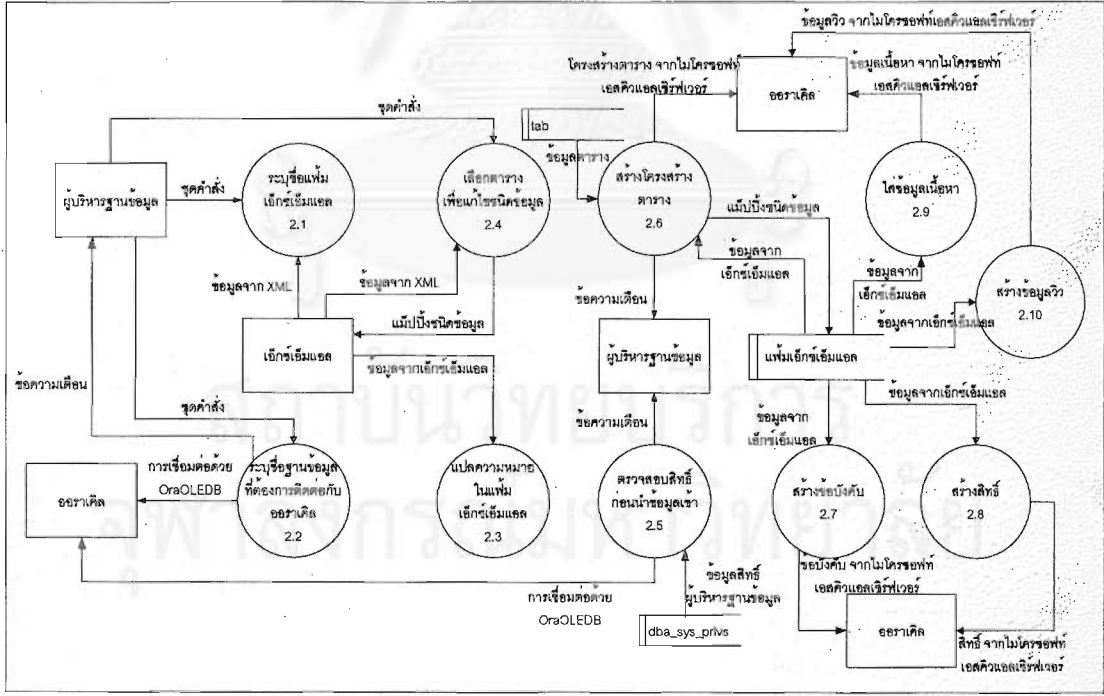 ข้อมูลวิว จากไมโครซอฟท์เอสคิวแอลเซิร์ฟเวอร์
โครงสร้างตาราง จากไมโครซอฟท์
เอสคิวแอลเซิร์ฟเวอร์
ออราเคิล
ข้อมูลเนื้อหา จากไมโครซอฟท์
เอสคิวแอลเซิร์ฟเวอร์
ชุดคำสั่ง
tab
ข้อมูลตาราง
ผู้บริหารฐานข้อมูล
ชุดคำสั่ง
ระบุชื่อแฟ้ม
เอ็กซ์เอ็มแอล
2.1
เลือกตาราง
เพื่อแก้ไขชนิดข้อมูล
2.4
สร้างโครงสร้าง
ตาราง
2.6
แม็ปปิ้งชนิดข้อมูล
ใส่ข้อมูลเนื้อหา
2.9
ข้อมูลจาก
เอ็กซ์เอ็มแอล
ข้อมูลจาก
เอ็กซ์เอ็มแอล
สร้างข้อมูลวิว
2.10
ข้อมูลจาก XML
ข้อมูลจาก XML
ข้อความเตือน
แม็ปปิ้งชนิดข้อมูล
ข้อมูลจากเอ็กซ์เอ็มแอล
เอ็กซ์เอ็มแอล
ผู้บริหารฐานข้อมูล
แฟ้มเอ็กซ์เอ็มแอล
ข้อมูลจากเอ็กซ์เอ็มแอล
ข้อความเตือน
ข้อมูลจากเอ็กซ์เอ็มแอล
ชุดคำสั่ง
ข้อความเตือน
ข้อมูลจาก
เอ็กซ์เอ็มแอล
ออราเคิล
การเชื่อมต่อด้วย
OraOLEDB
ระบุชื่อฐานข้อมูล
ที่ต้องการติดต่อกับ
ออราเคิล
2.2
แปลความหมาย
ในแฟ้ม
เอ็กซ์เอ็มแอล
2.3
ตรวจสอบสิทธิ์
ก่อนนำข้อมูลเข้า
2.5
สร้างข้อบังคับ
2.7
สร้างสิทธิ์
2.8
สถาบันวิทยบริการ
จุฬาลงกรณ์มหาวิทยาลัย
การเชื่อมต่อด้วย
OraOLEDB
ข้อมูลสิทธิ์
ผู้บริหารฐานข้อมูล
dba_sys_privs
ข้อบังคับ จากไมโครซอฟท์
เอสคิวแอลเซิร์ฟเวอร์
ออราเคิล
สิทธิ์ จากไมโครซอฟท์
เอสคิวแอลเซิร์ฟเวอร์